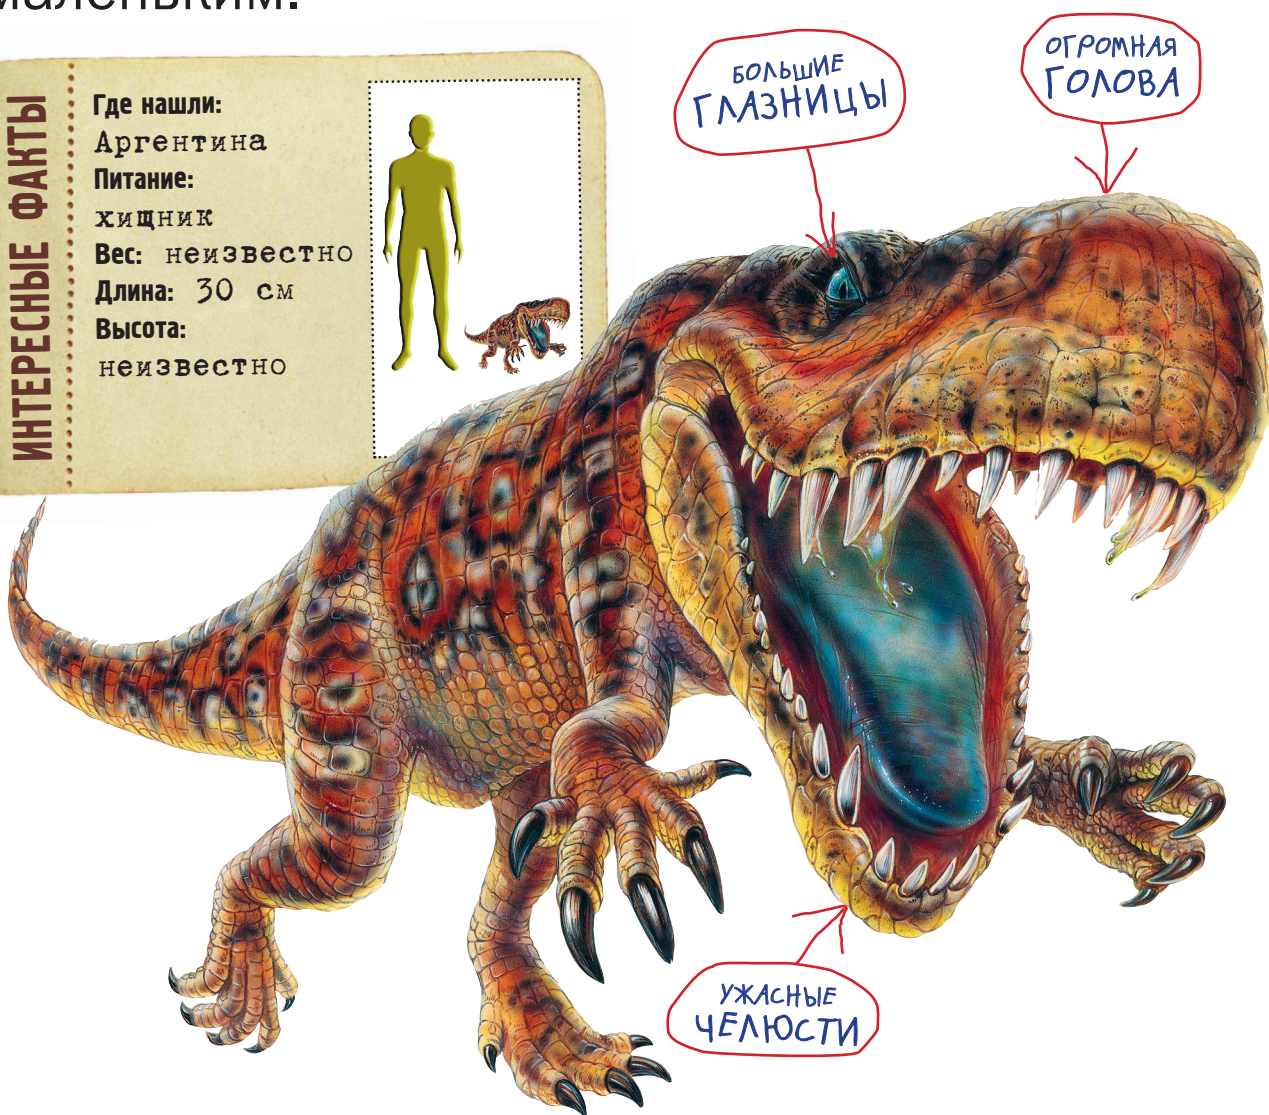 маленьким.
ИНТЕРЕСНЫЕ ФАКТЫ
Где нашли:
Аргентина
Питание:
хищник
Вес: неизвестно
Длина: 30 см
Высота:
неизвестно
БОЛЬШИЕ
ГЛАЗНИЦЫ
ОГРОМНАЯ
ГОЛОВА
УЖАСНЫЕ
ЧЕЛЮСТИ